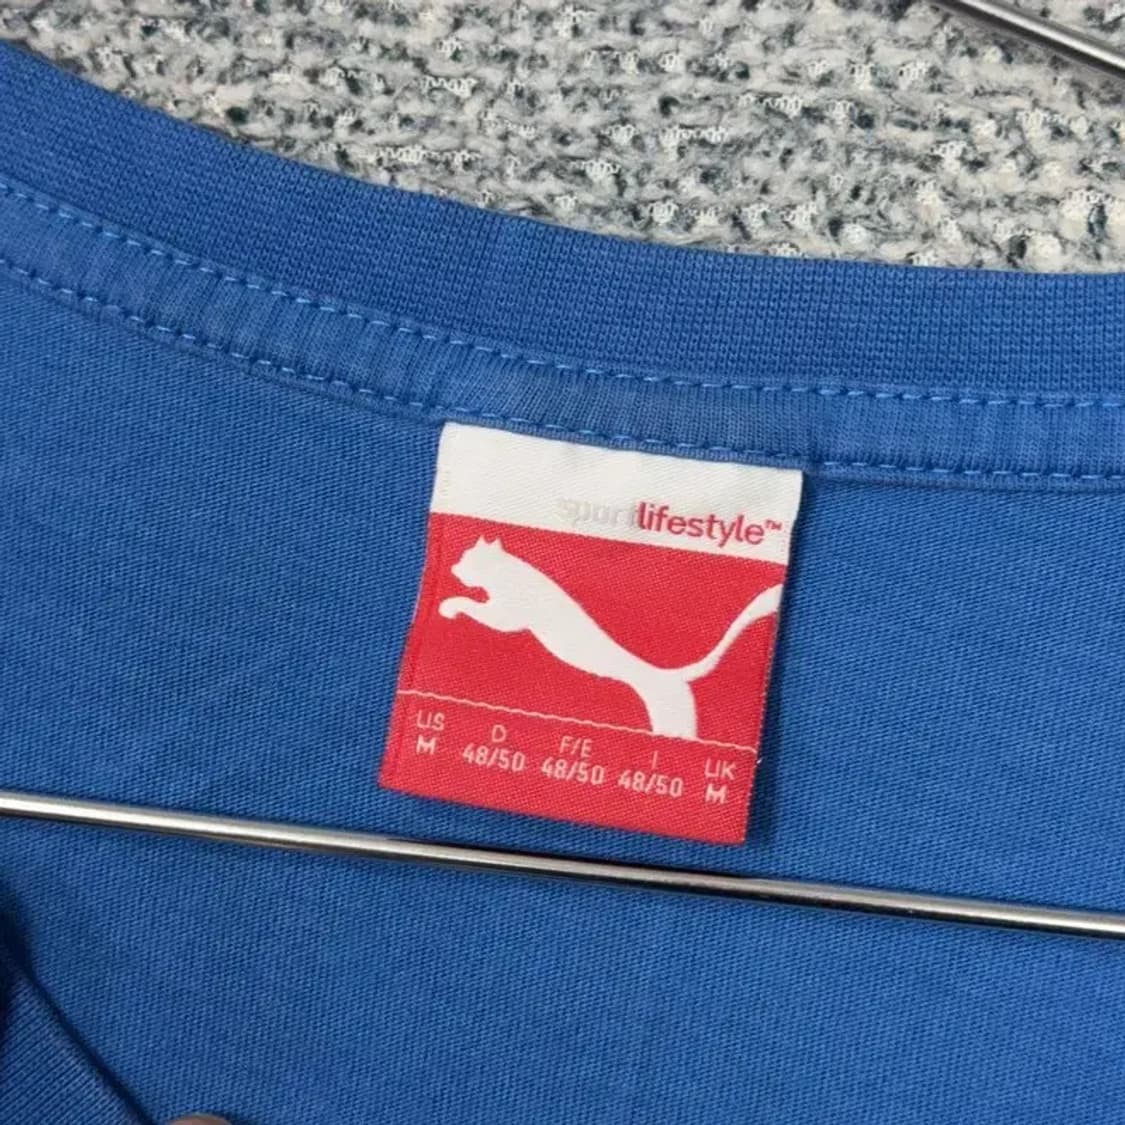 sportlifestyle™
US D F/E I UK
M 48/50 48/50 48/50 M